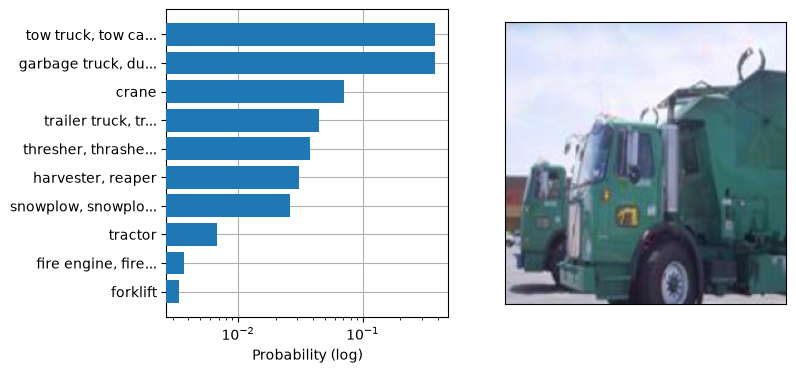 tow truck, tow ca...
garbage truck, du...
crane
trailer truck, tr...
thresher, thrashe...
harvester, reaper
snowplow, snowplo...
tractor
fire engine, fire...
forklift
10⁻² 10⁻¹
Probability (log)